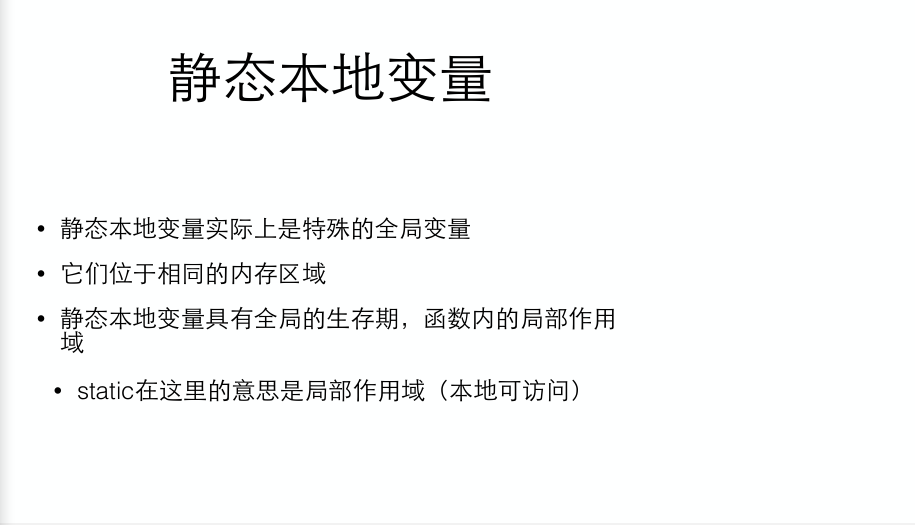 静态本地变量
• 静态本地变量实际上是特殊的全局变量
• 它们位于相同的内存区域
• 静态本地变量具有全局的生存期，函数内的局部作用
域
• static在这里的意思是局部作用域（本地可访问）